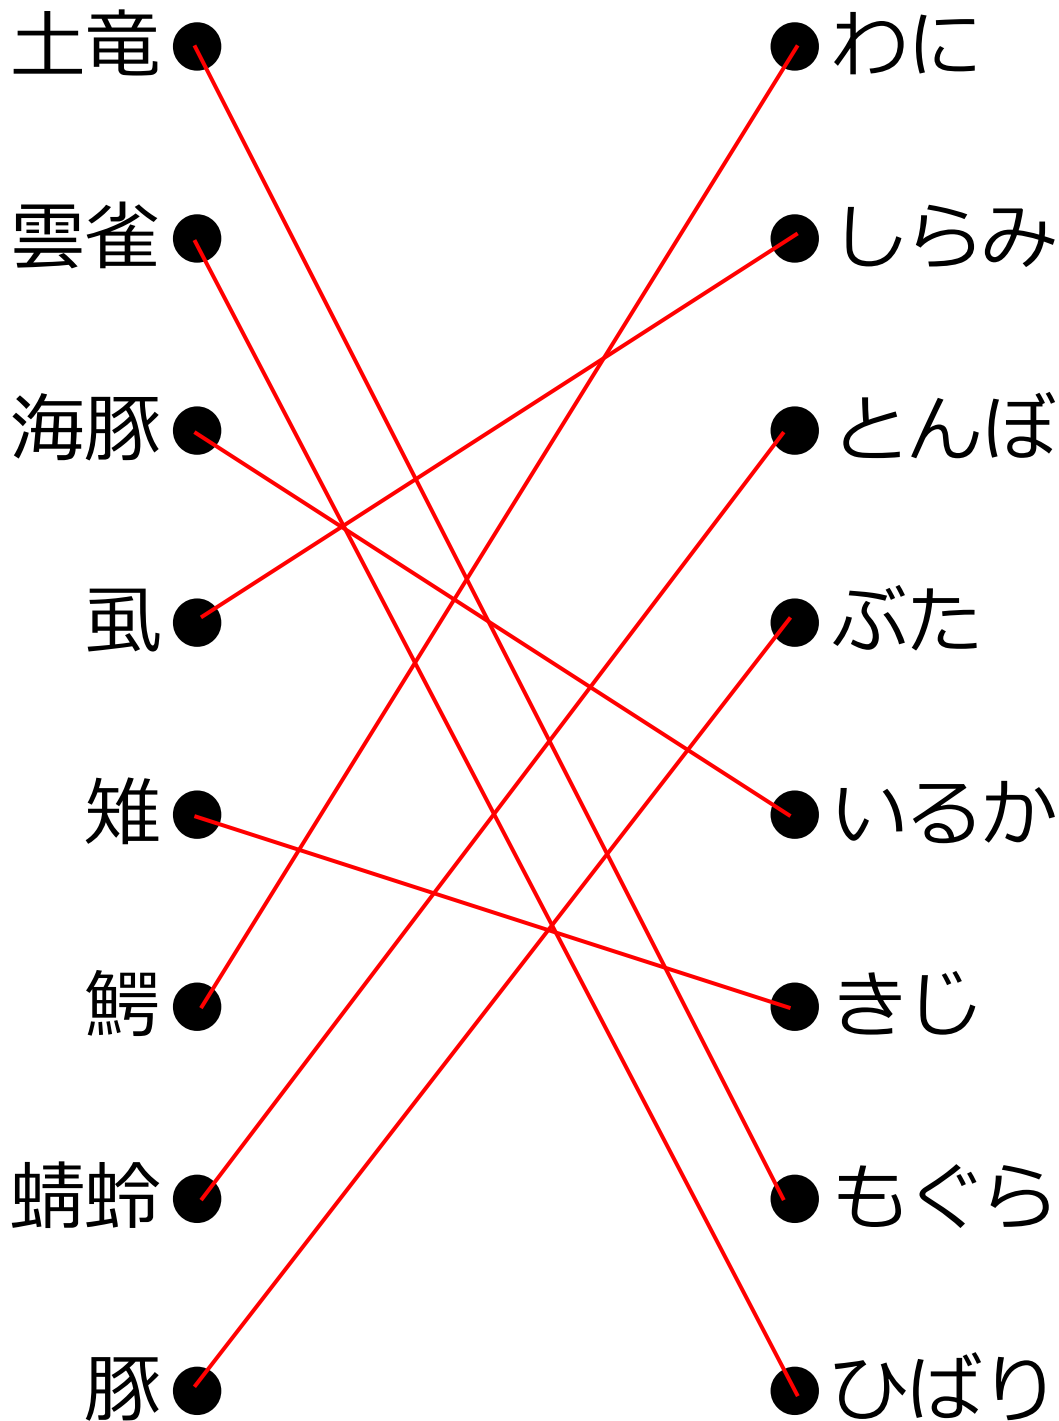 土竜 わに
雲雀 しらみ
海豚 とんぼ
虱 ぶた
雉 いるか
鰐 きじ
蜻蛉 もぐら
豚 ひばり